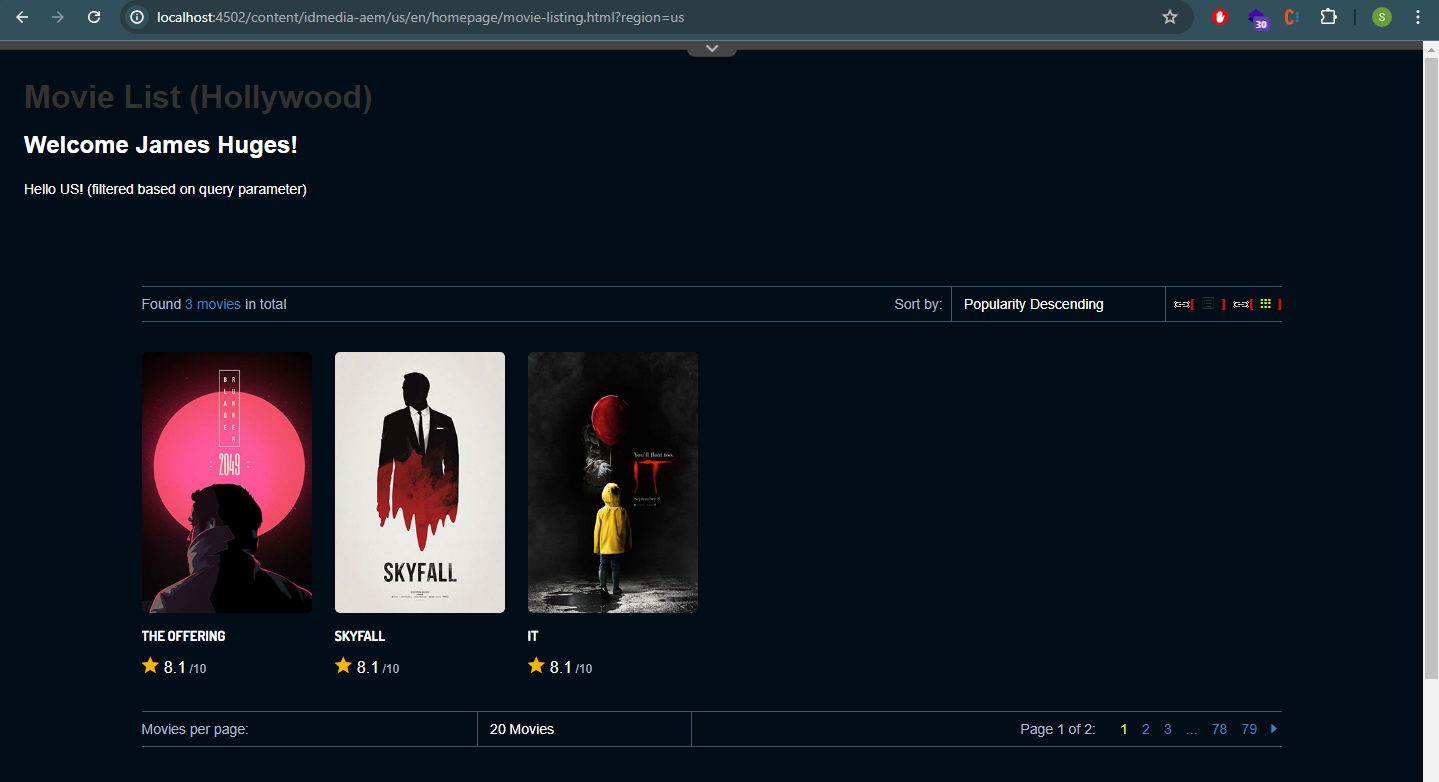 localhost:4502/content/idmedia-aem/us/en/homepage/movie-listing.html?region=us
30
S
Movie List (Hollywood)
Welcome James Huges!
Hello US! (filtered based on query parameter)
Found 3 movies in total
Sort by:
Popularity Descending
[ ] [ ]
BLADE RUNNER
: 2049 :
SKYFALL
You'll float too.
IT
September 8
THE OFFERING
8.1 /10
SKYFALL
8.1 /10
IT
8.1 /10
Movies per page:
20 Movies
Page 1 of 2:
1 2 3 ... 78 79